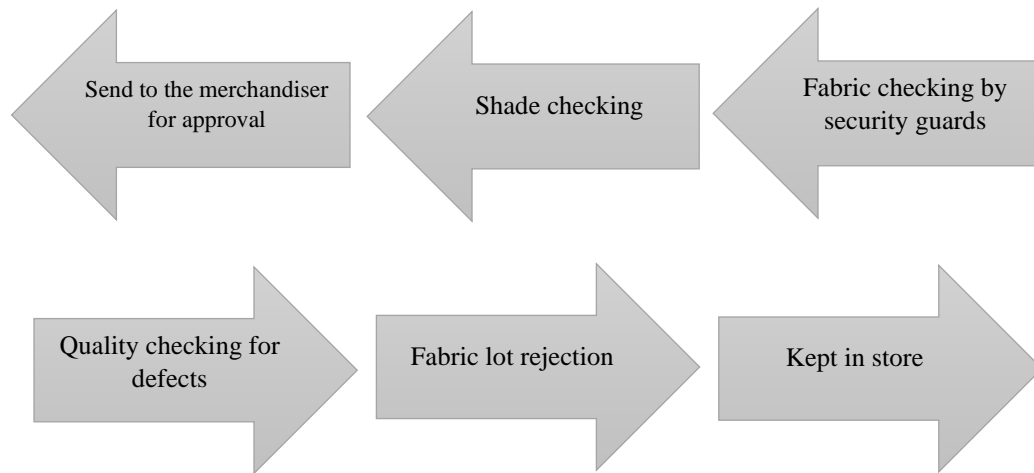 Send to the merchandiser
for approval
Shade checking
Fabric checking by
security guards
Quality checking for
defects
Fabric lot rejection
Kept in store